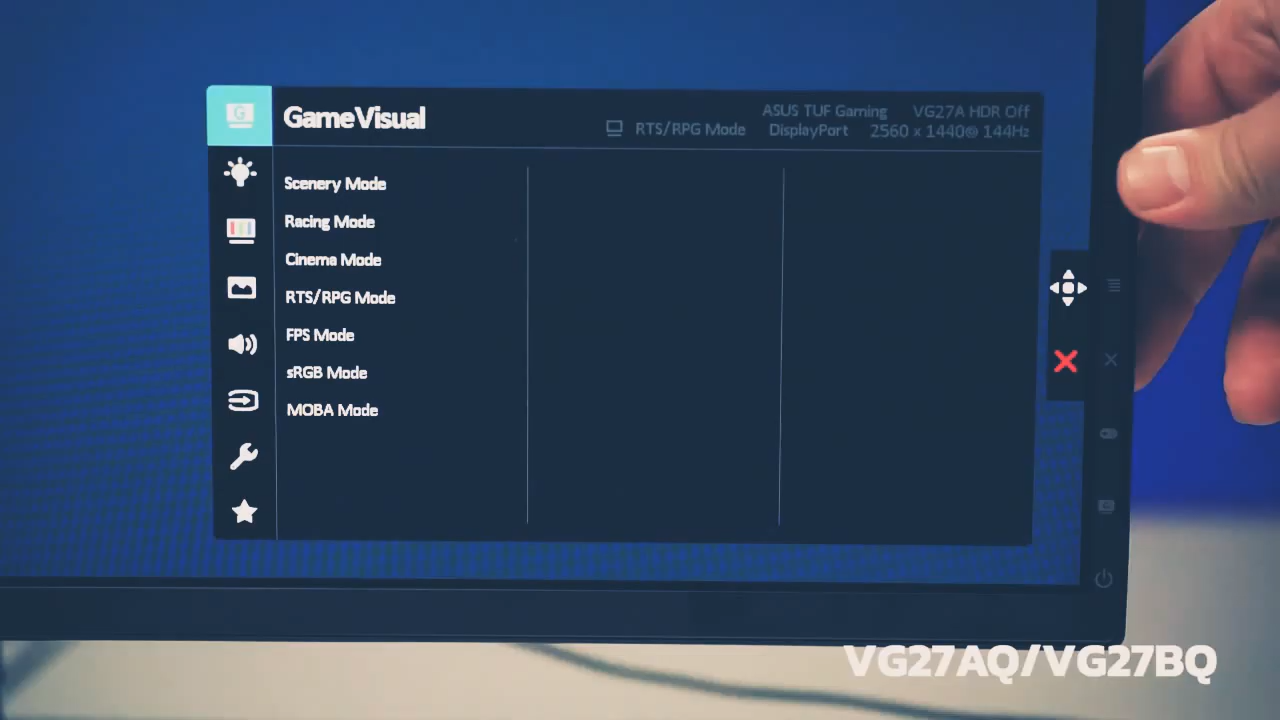 GameVisual
ASUS TUF Gaming VG27A HDR Off
RTS/RPG Mode DisplayPort 2560 x 1440@ 144Hz
Scenery Mode
Racing Mode
Cinema Mode
RTS/RPG Mode
FPS Mode
sRGB Mode
MOBA Mode
VG27AQ/VG27BQ